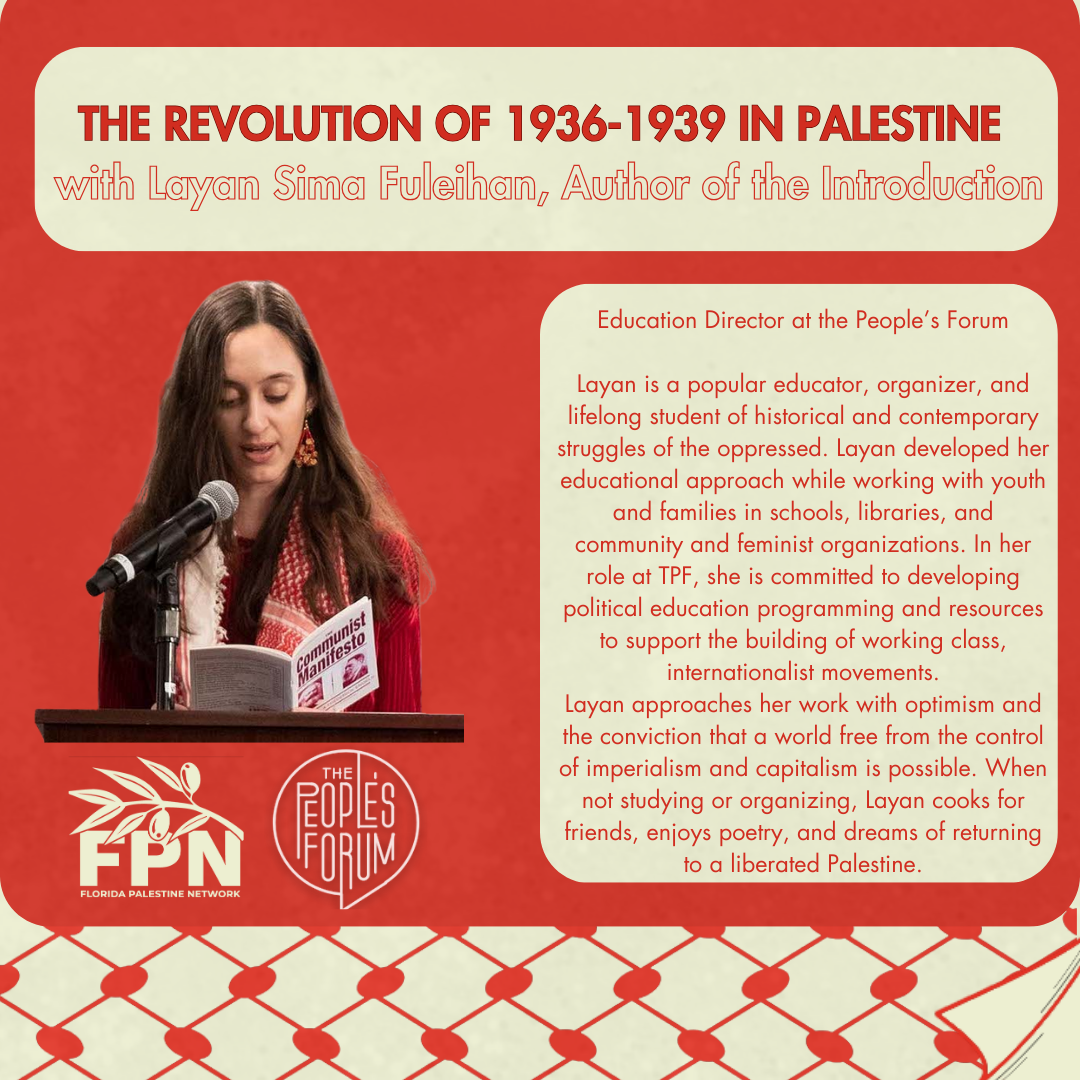 THE REVOLUTION OF 1936-1939 IN PALESTINE
with Layan Sima Fuleihan, Author of the Introduction
Education Director at the People’s Forum
Layan is a popular educator, organizer, and
lifelong student of historical and contemporary
struggles of the oppressed. Layan developed her
educational approach while working with youth
and families in schools, libraries, and
community and feminist organizations. In her
role at TPF, she is committed to developing
political education programming and resources
to support the building of working class,
internationalist movements.
Layan approaches her work with optimism and
the conviction that a world free from the control
of imperialism and capitalism is possible. When
not studying or organizing, Layan cooks for
friends, enjoys poetry, and dreams of returning
to a liberated Palestine.
Communist
Manifesto
FPN
FLORIDA PALESTINE NETWORK
THE
PEOPLE'S
FORUM